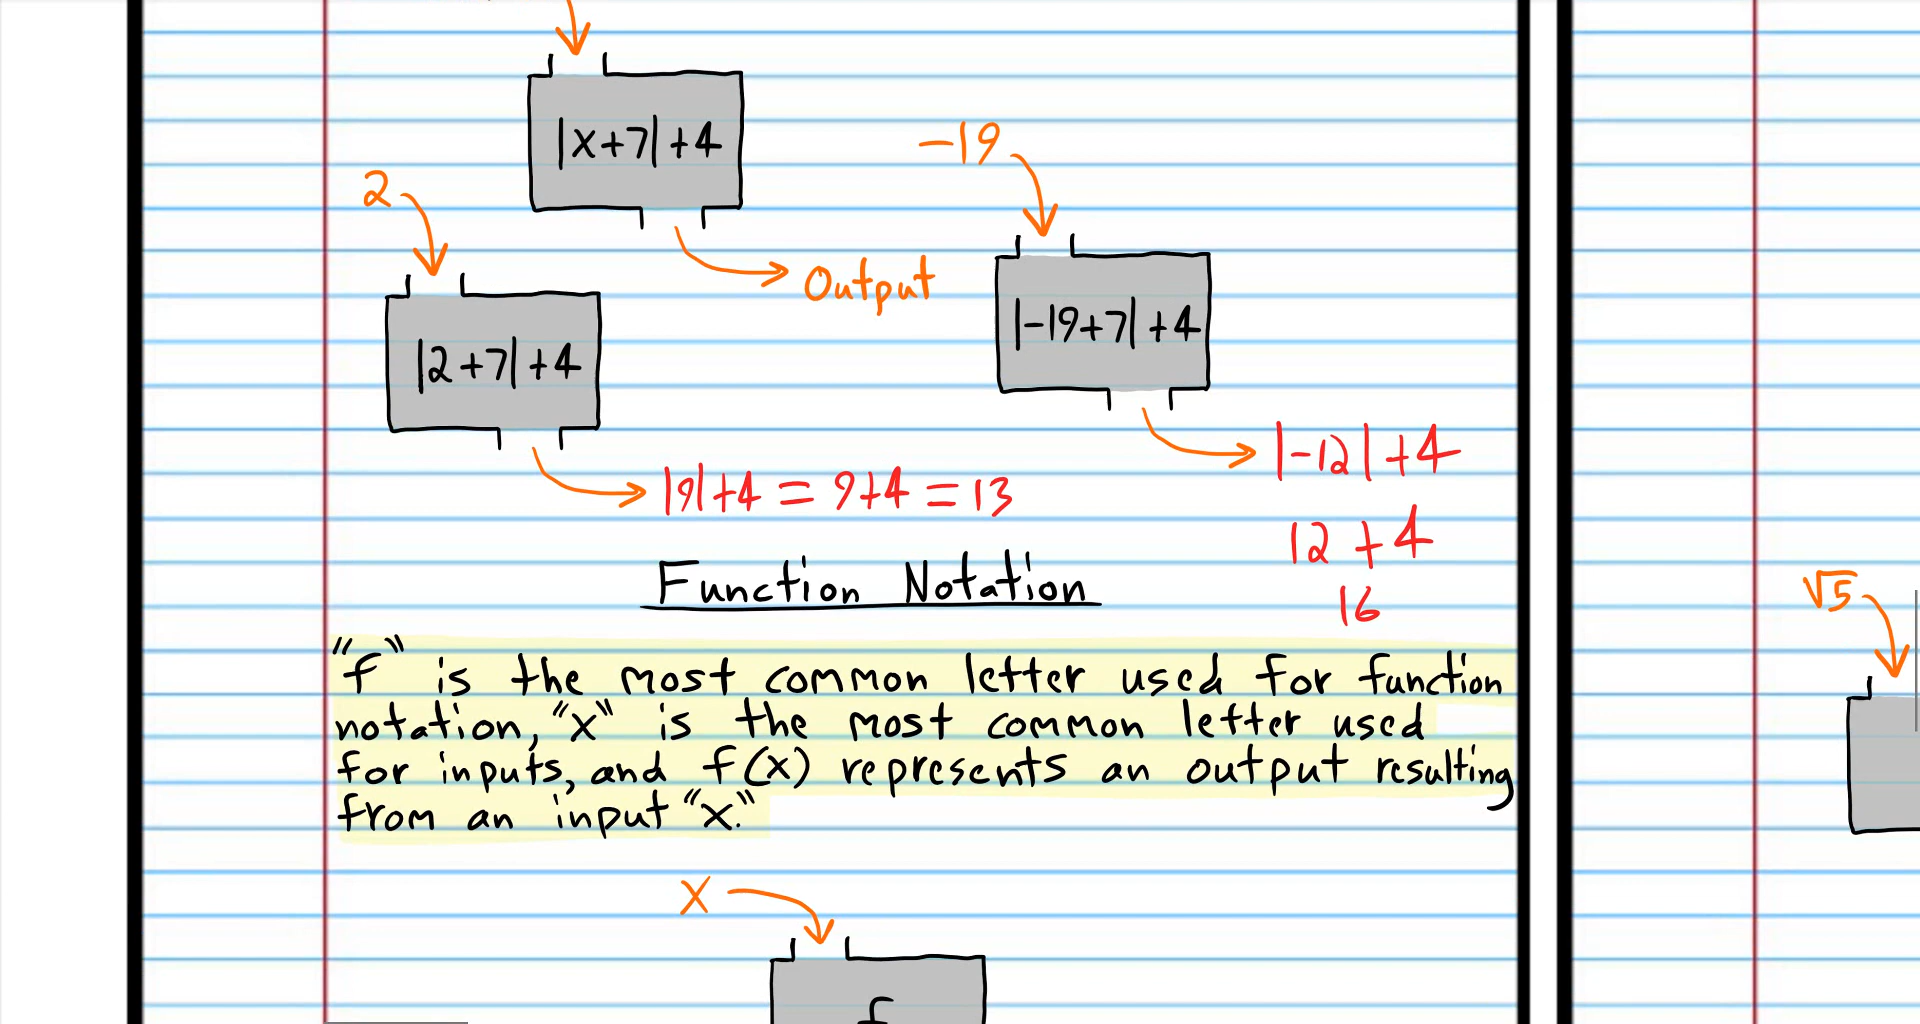 |x+7|+4
-19
2
Output
|-19+7|+4
|2+7|+4
|-12|+4
|9|+4 = 9+4 = 13
12 + 4
Function Notation
16
√5
"f" is the most common letter used for function
notation, "x" is the most common letter used
for inputs, and f(x) represents an output resulting
from an input "x."
x
f